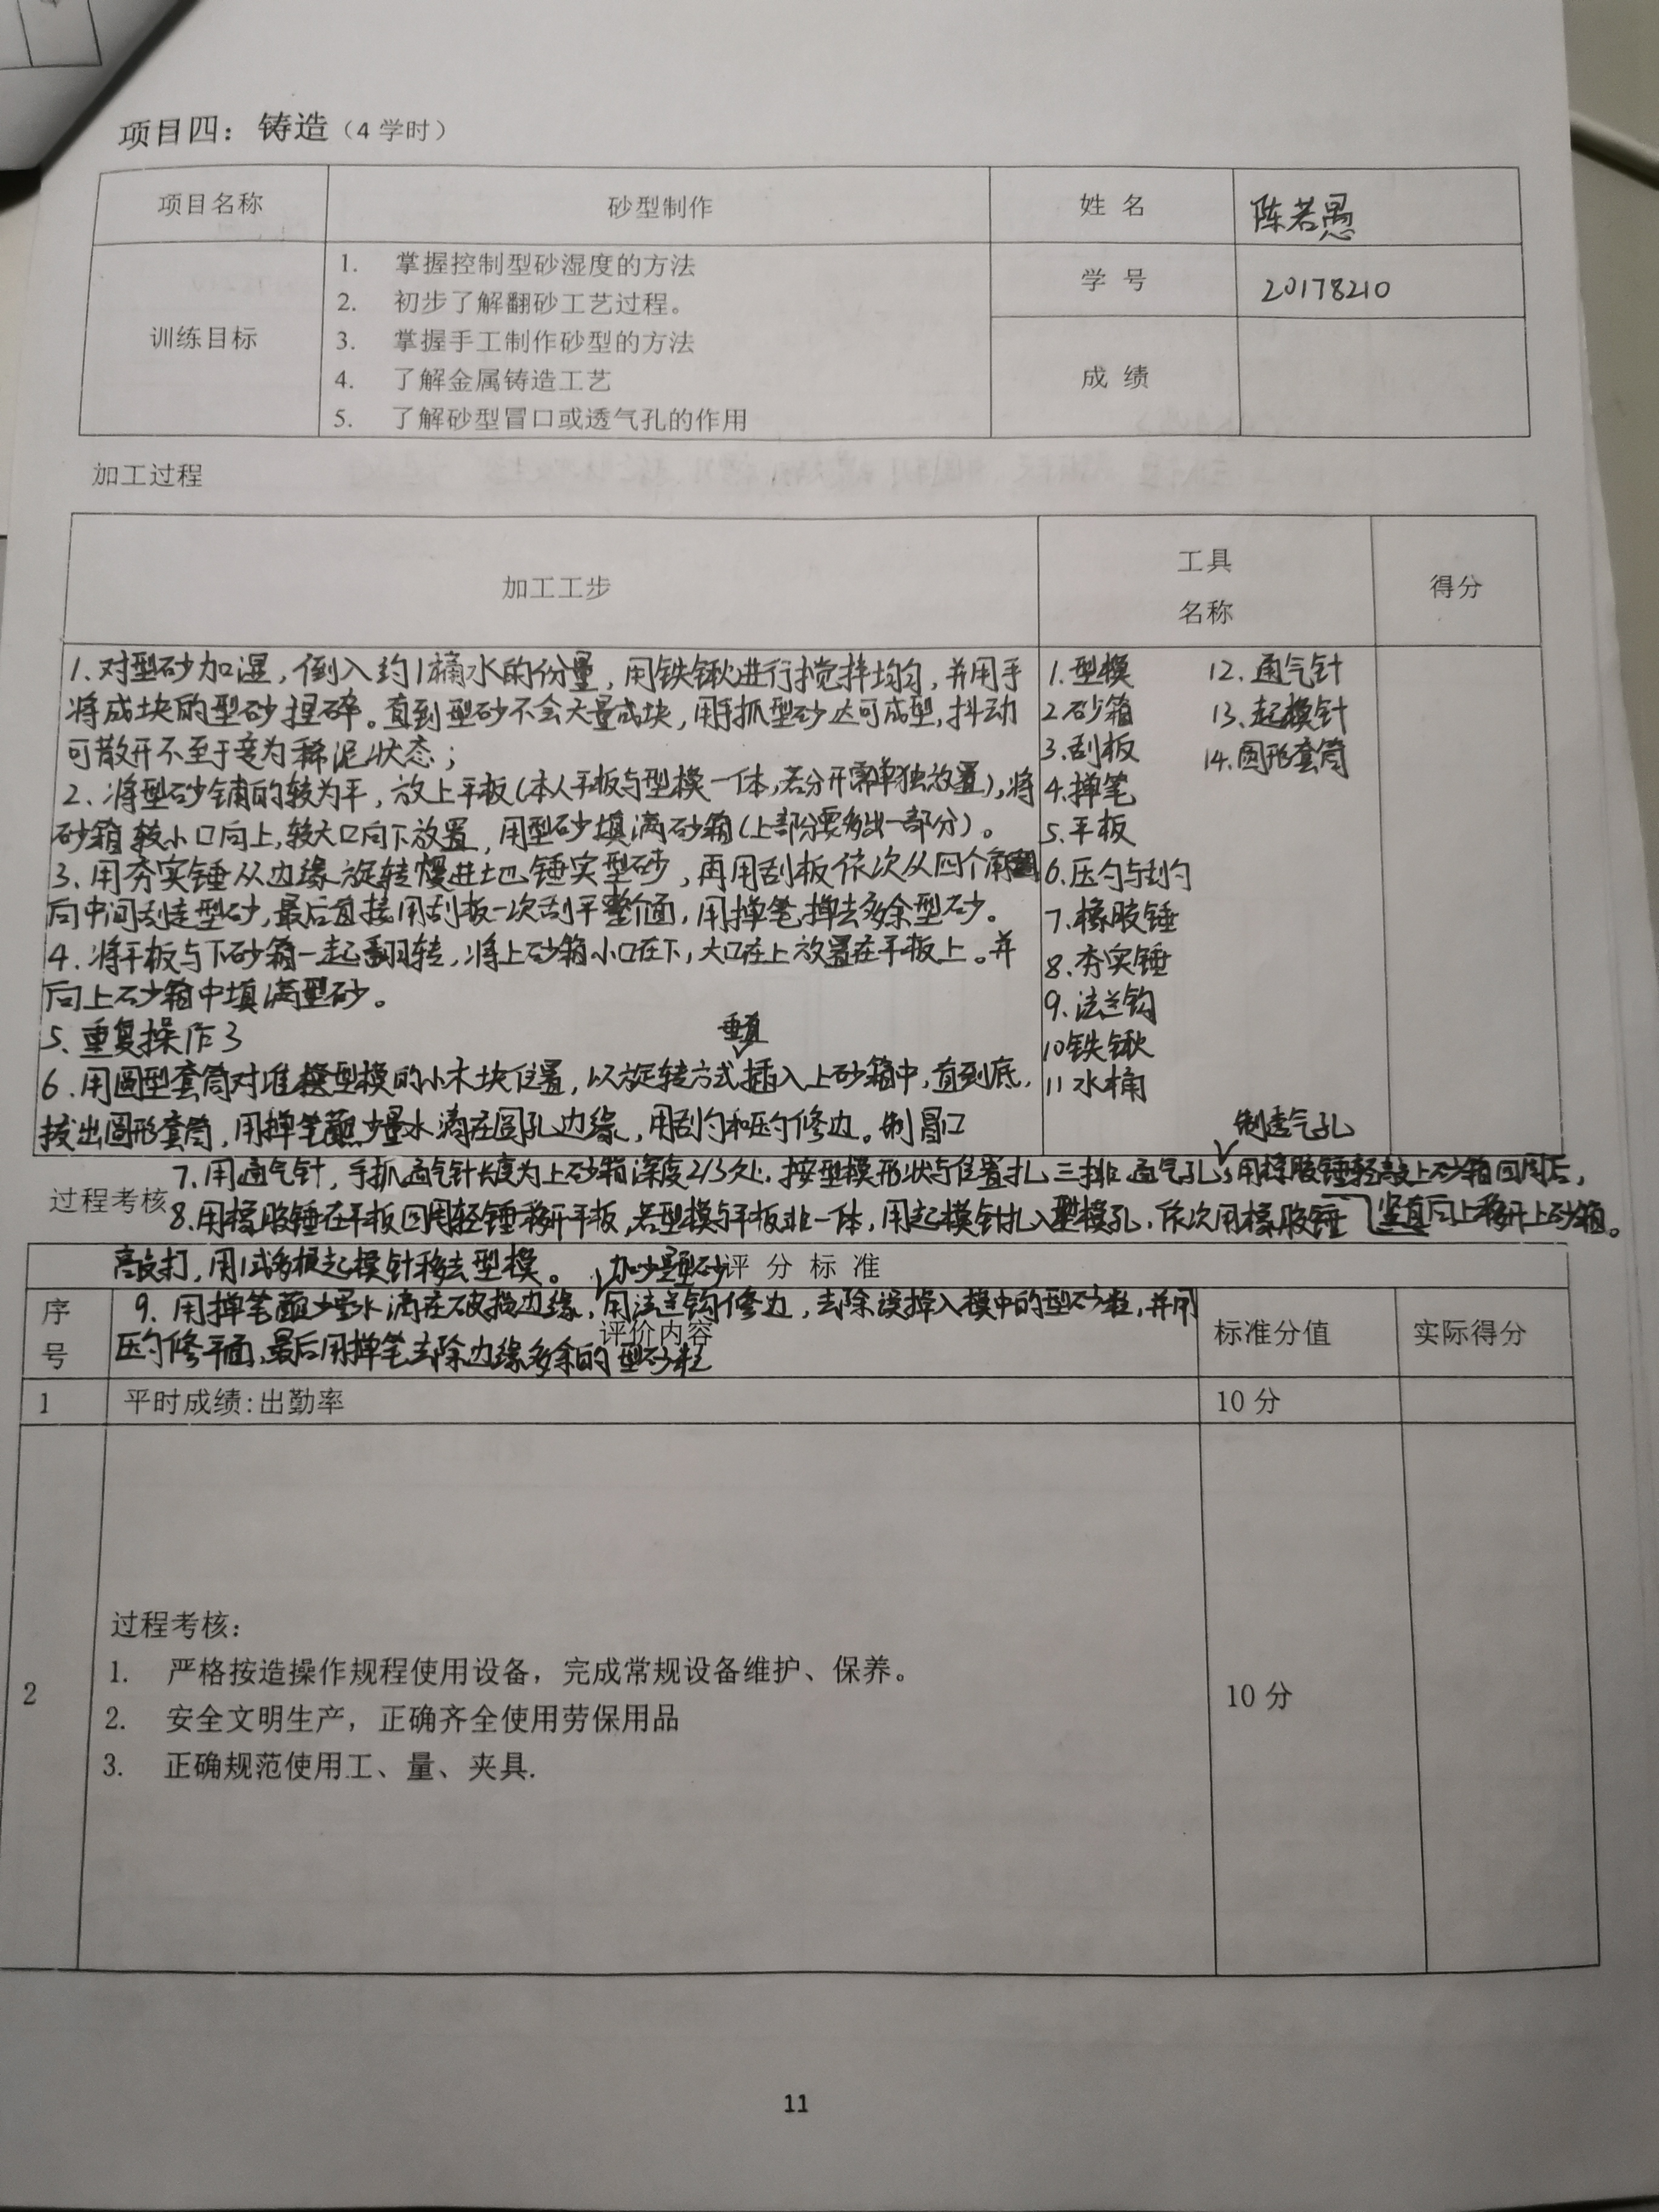 项目四：铸造（4 学时）
项目名称 砂型制作 姓 名 陈若愚
训练目标
1. 掌握控制型砂湿度的方法
2. 初步了解翻砂工艺过程。
3. 掌握手工制作砂型的方法
4. 了解金属铸造工艺
5. 了解砂型冒口或透气孔的作用
学 号 20178210
成 绩
加工过程
加工工步 工具名称 得分
1.对型砂加湿，倒入约1桶水的份量，用铁锹进行搅拌均匀，并用手
将成块的型砂捏碎。直到型砂不会大量成块，用手抓型砂达可成型，抖动
可散开不至于变为稀泥状态；
2、将型砂铺的较为平，放上平板（本人平板与型模一体，若分开需单独放置），将
砂箱较小口向上，较大口向下放置，用型砂填满砂箱（上部分要多出一部分）。
3、用夯实锤从边缘旋转慢进地锤实型砂，再用刮板依次从四个角
向中间刮走型砂，最后直接用刮板一次刮平整个面，用掸笔掸去多余型砂。
4、将平板与下砂箱一起翻转，将上砂箱小口在下，大口在上放置在平板上。并
向上砂箱中填满型砂。
5、重复操作3
6、用圆型套筒对准型模的小木块位置，以旋转方式垂直插入上砂箱中，直到底，
拔出圆形套筒，用掸笔蘸少量水滴在圆孔边缘，用刮勺和压勺修边。制冒口
1.型模
2.砂箱
3.刮板
4.掸笔
5.平板
6.压勺与刮勺
7.橡胶锤
8.夯实锤
9.法兰钩
10铁锹
11水桶
12.通气针
13.起模针
14.圆形套筒
7.用通气针，手抓通气针长度为上砂箱深度2/3处，按型模形状与位置扎三排通气孔，制透气孔；用橡胶锤轻敲上砂箱四周后，
竖直向上移开上砂箱。
过程考核
8.用橡胶锤在平板四周轻锤移开平板，若型模与平板非一体，用起模针扎入型模孔，依次用橡胶锤
敲打，用1或多根起模针移去型模。
评 分 标 准
序号 评价内容 标准分值 实际得分
9.用掸笔蘸少量水滴在破损边缘，加少量型砂用法兰钩修边，去除误掉入模中的型砂粒，并用
压勺修平面，最后用掸笔去除边缘多余的型砂粒
1 平时成绩:出勤率 10 分
2 过程考核:
1. 严格按造操作规程使用设备，完成常规设备维护、保养。
2. 安全文明生产，正确齐全使用劳保用品
3. 正确规范使用工、量、夹具.
10 分
11